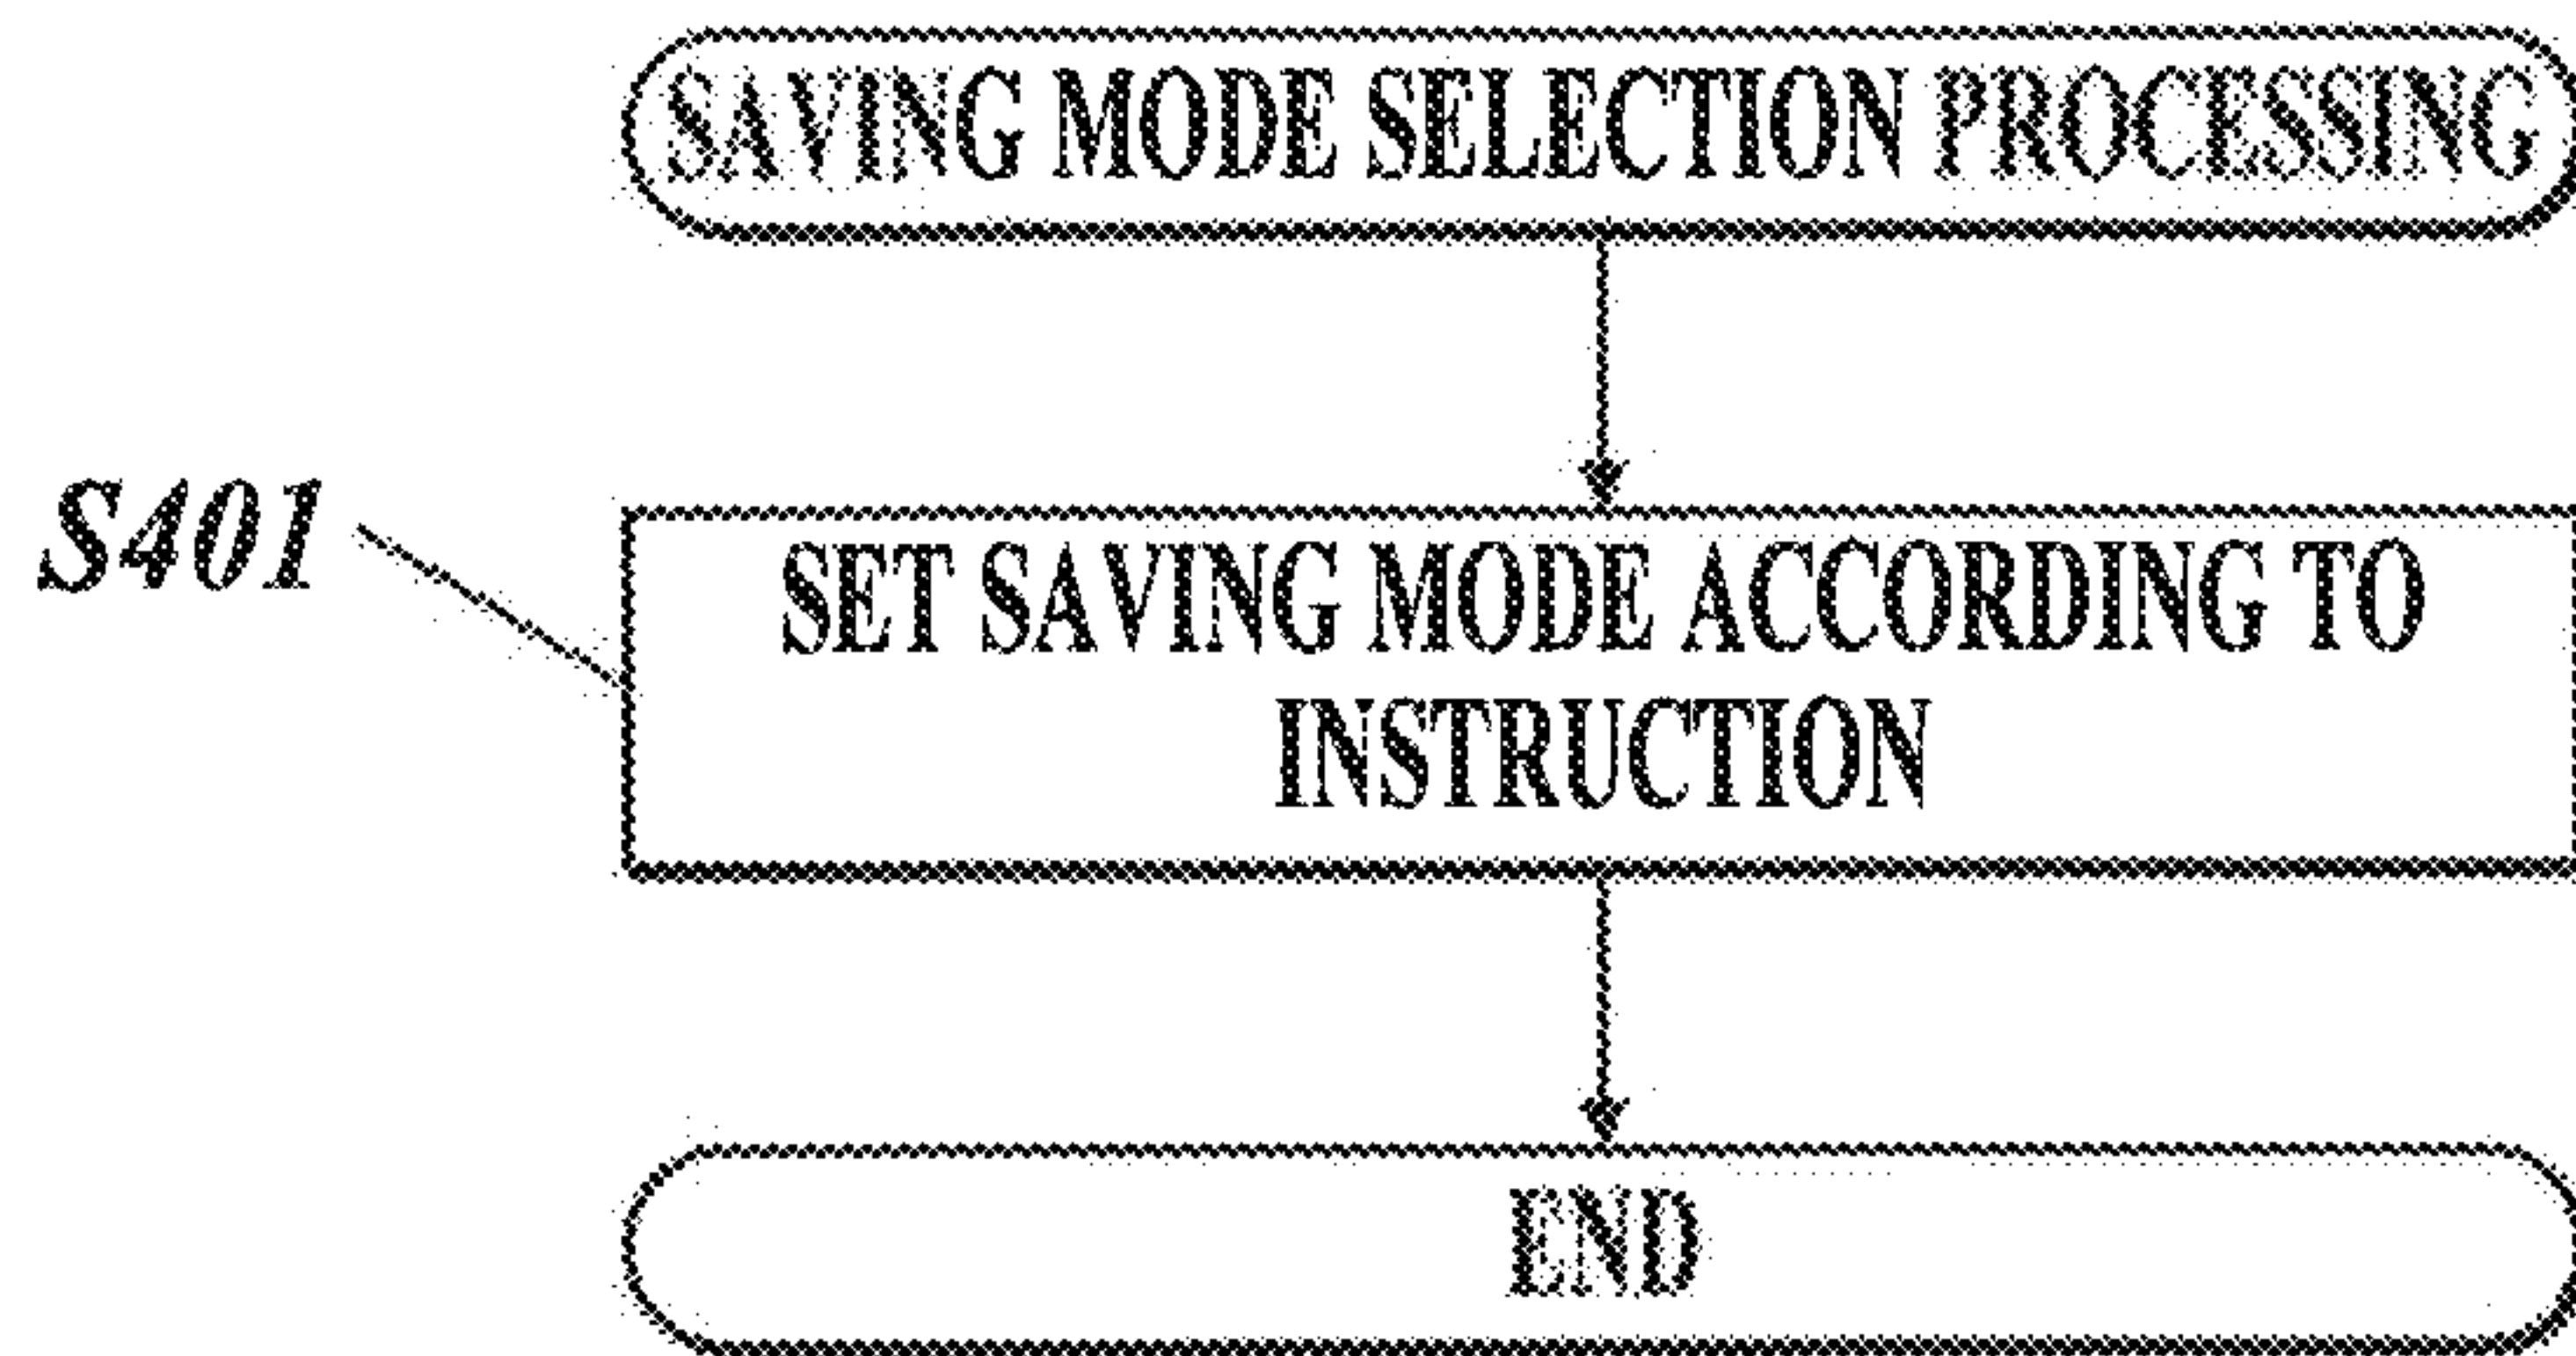 SAVING MODE SELECTION PROCESSING
S401
SET SAVING MODE ACCORDING TO
INSTRUCTION
END